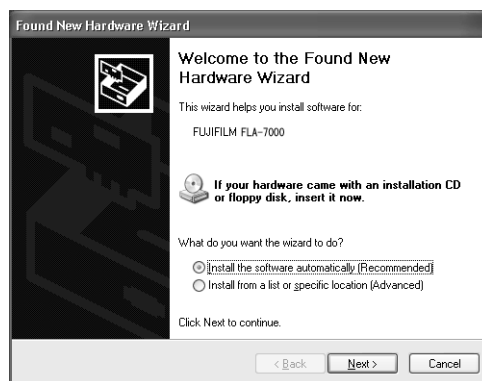 Found New Hardware Wizard
Welcome to the Found New
Hardware Wizard
This wizard helps you install software for:
FUJIFILM FLA-7000
If your hardware came with an installation CD
or floppy disk, insert it now.
What do you want the wizard to do?
Install the software automatically (Recommended)
Install from a list or specific location (Advanced)
Click Next to continue.
< Back Next > Cancel